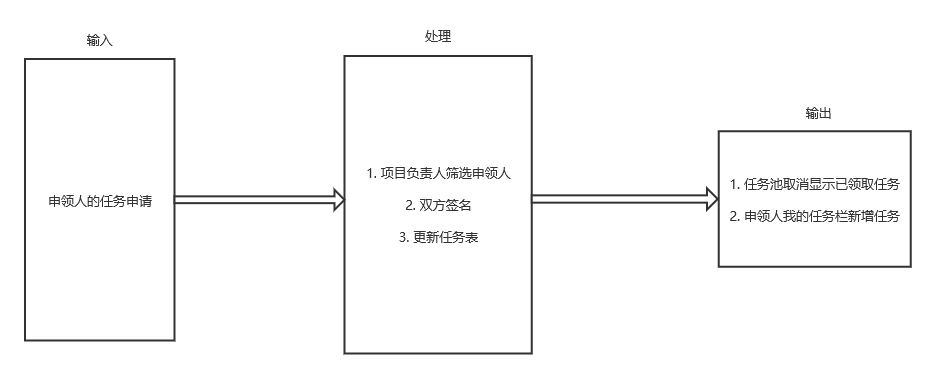 输入
申领人的任务申请
处理
1. 项目负责人筛选申领人
2. 双方签名
3. 更新任务表
输出
1. 任务池取消显示已领取任务
2. 申领人我的任务栏新增任务